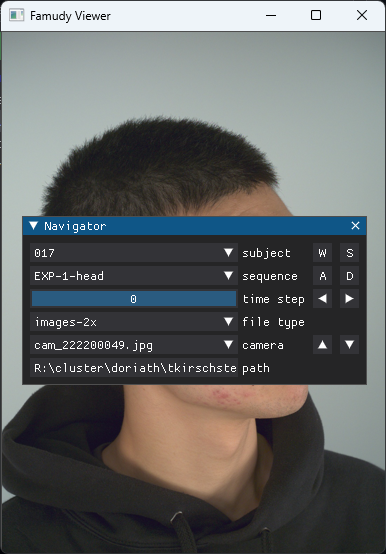 Famudy Viewer
Navigator
017 subject W S
EXP-1-head sequence A D
0 time step
images-2x file type
cam_222200049.jpg camera
R:\cluster\doriath\tkirschste path